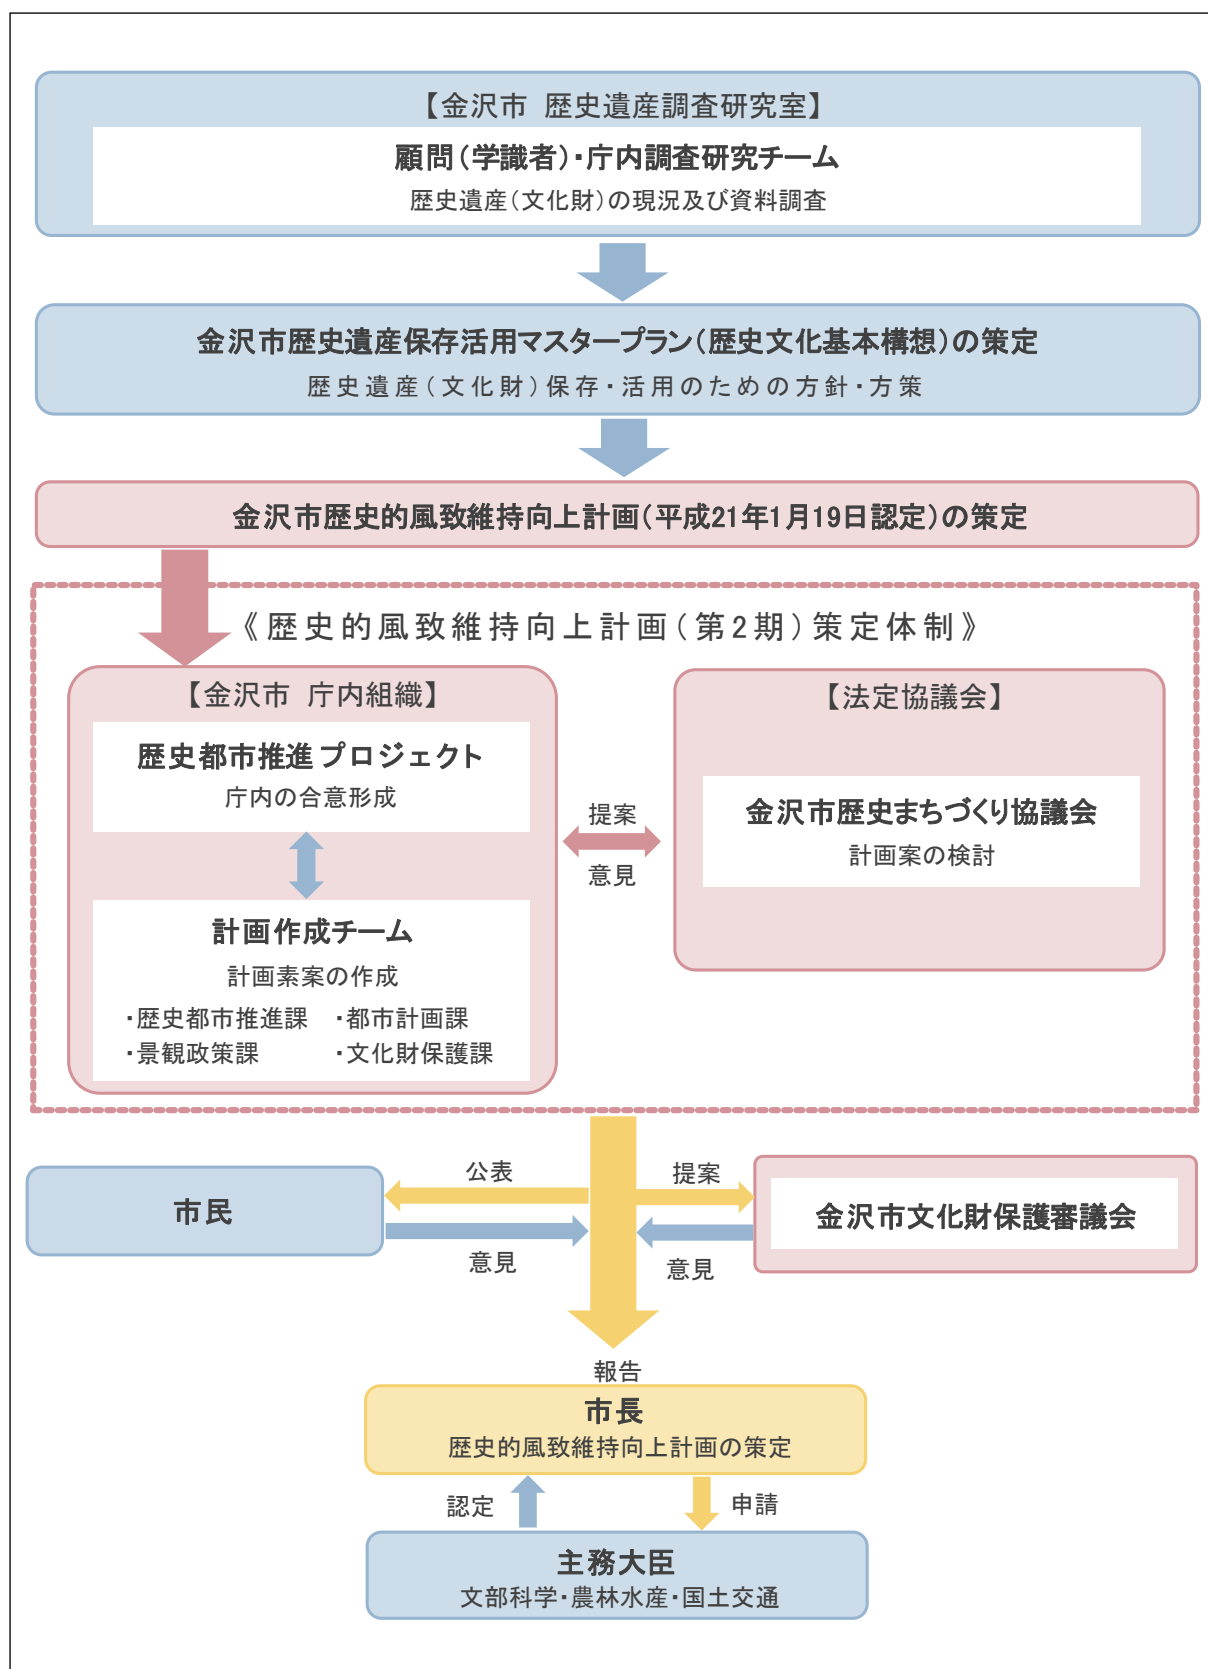 【金沢市 歴史遺産調査研究室】
顧問(学識者)・庁内調査研究チーム
歴史遺産(文化財)の現況及び資料調査
金沢市歴史遺産保存活用マスタープラン(歴史文化基本構想)の策定
歴史遺産(文化財)保存・活用のための方針・方策
金沢市歴史的風致維持向上計画(平成21年1月19日認定)の策定
《歴史的風致維持向上計画(第2期)策定体制》
【金沢市 庁内組織】
歴史都市推進プロジェクト
庁内の合意形成
計画作成チーム
計画素案の作成
・歴史都市推進課 ・都市計画課
・景観政策課 ・文化財保護課
提案
意見
【法定協議会】
金沢市歴史まちづくり協議会
計画案の検討
市民
公表
意見
提案
意見
金沢市文化財保護審議会
報告
市長
歴史的風致維持向上計画の策定
認定
申請
主務大臣
文部科学・農林水産・国土交通